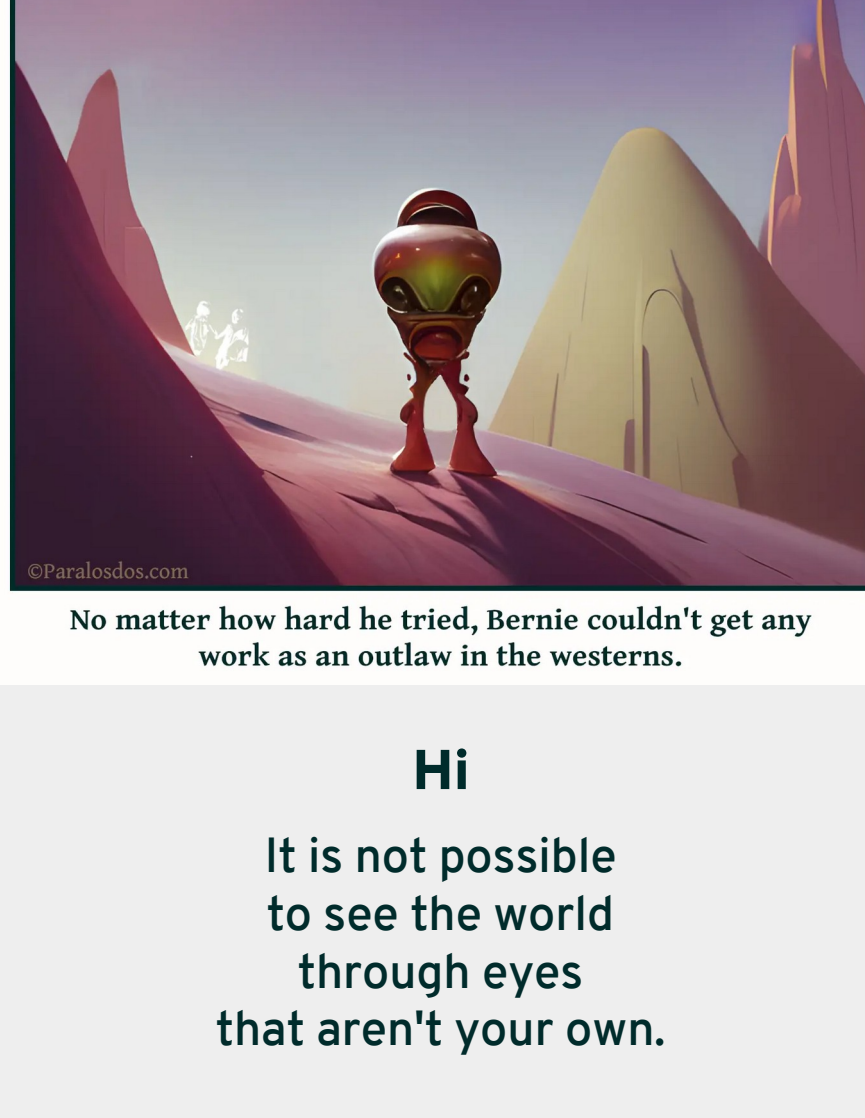 ©Paralosdos.com
No matter how hard he tried, Bernie couldn't get any
work as an outlaw in the westerns.
Hi
It is not possible
to see the world
through eyes
that aren't your own.